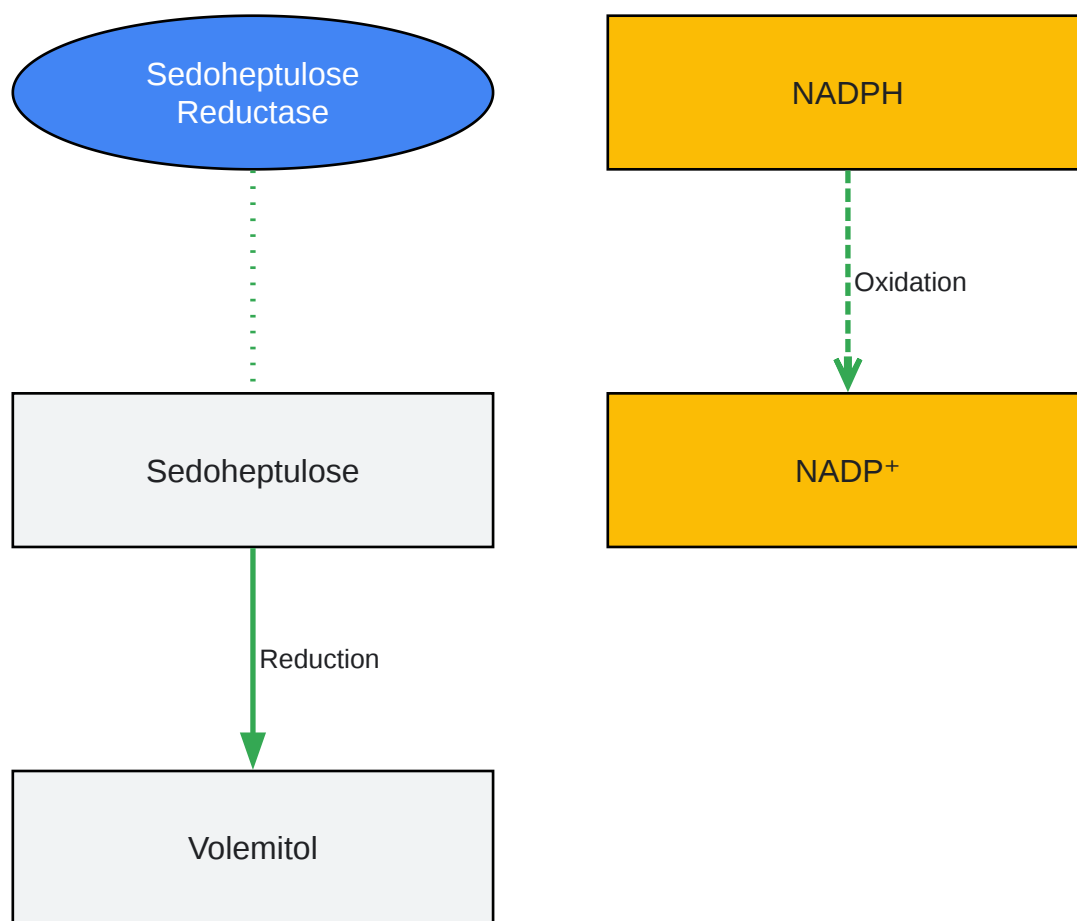 Sedoheptulose
Reductase
NADPH
Oxidation
Sedoheptulose
NADP⁺
Reduction
Volemitol